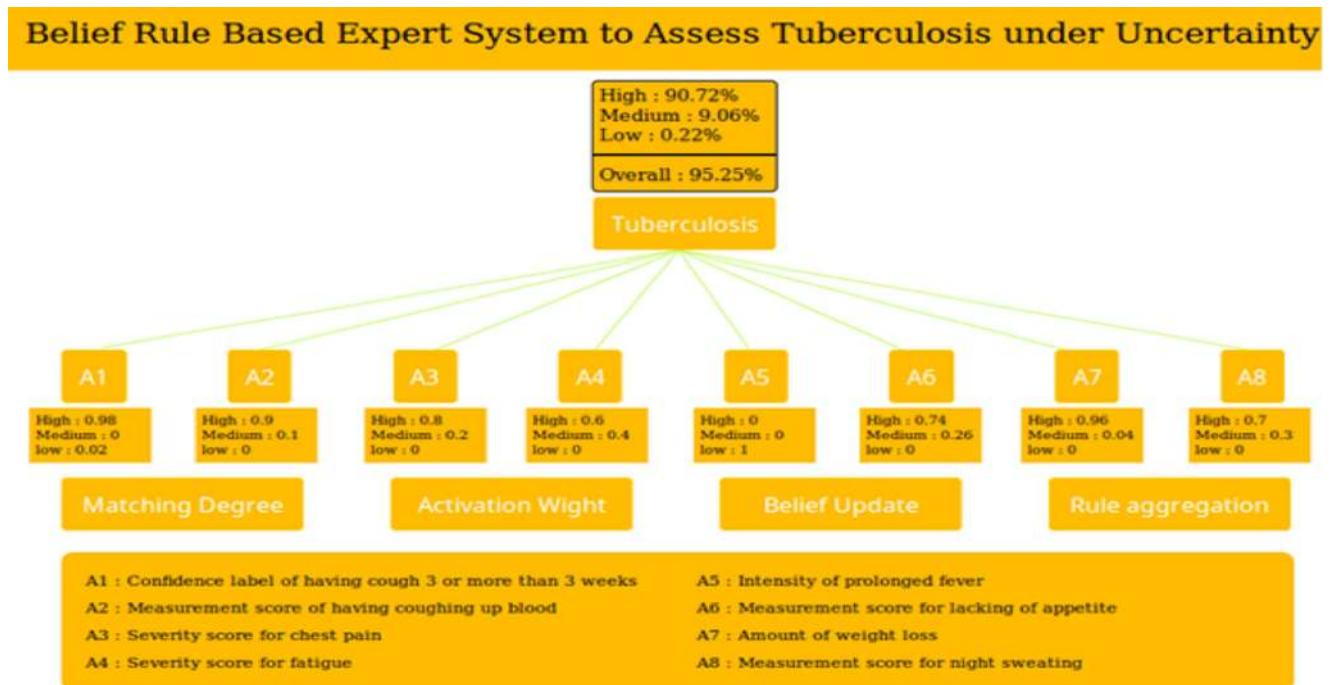 Belief Rule Based Expert System to Assess Tuberculosis under Uncertainty
High : 90.72%
Medium : 9.06%
Low : 0.22%
Overall : 95.25%
Tuberculosis
A1
A2
A3
A4
A5
A6
A7
A8
High : 0.98
Medium : 0
low : 0.02
High : 0.9
Medium : 0.1
low : 0
High : 0.8
Medium : 0.2
low : 0
High : 0.6
Medium : 0.4
low : 0
High : 0
Medium : 0
low : 1
High : 0.74
Medium : 0.26
low : 0
High : 0.96
Medium : 0.04
low : 0
High : 0.7
Medium : 0.3
low : 0
Matching Degree
Activation Wight
Belief Update
Rule aggregation
A1 : Confidence label of having cough 3 or more than 3 weeks
A2 : Measurement score of having coughing up blood
A3 : Severity score for chest pain
A4 : Severity score for fatigue
A5 : Intensity of prolonged fever
A6 : Measurement score for lacking of appetite
A7 : Amount of weight loss
A8 : Measurement score for night sweating